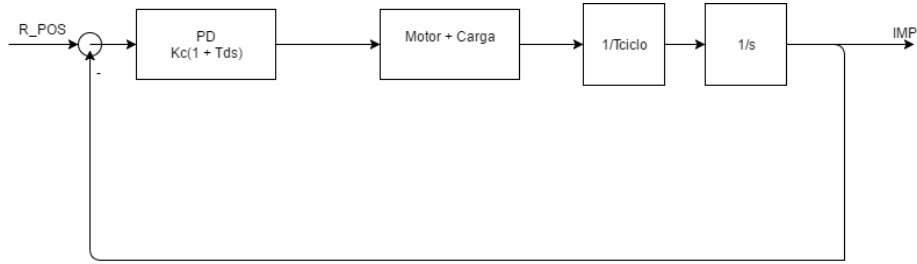 R_POS
-
PD
Kc(1 + Tds)
Motor + Carga
1/Tciclo
1/s
IMP